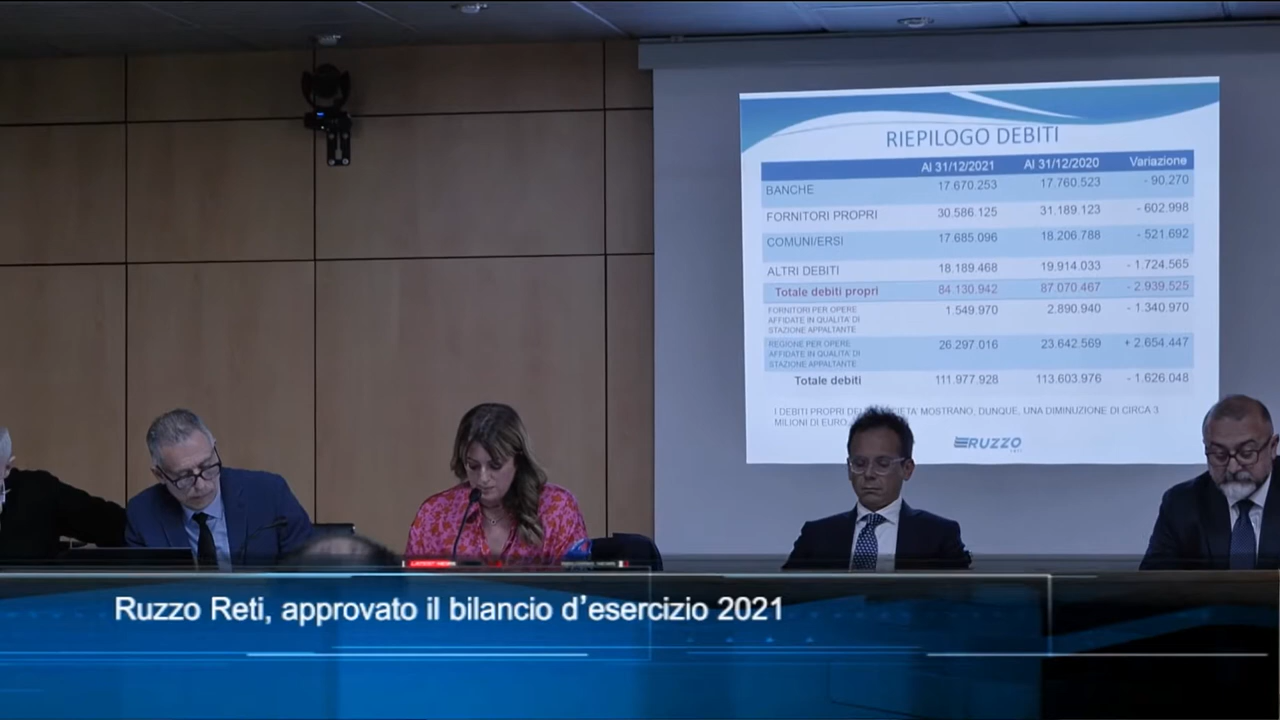 RIEPILOGO DEBITI
Al 31/12/2021 Al 31/12/2020 Variazione
BANCHE 17.670.253 17.760.523 - 90.270
FORNITORI PROPRI 30.586.125 31.189.123 - 602.998
COMUNI/ERSI 17.685.096 18.206.788 - 521.692
ALTRI DEBITI 18.189.468 19.914.033 - 1.724.565
Totale debiti propri 84.130.942 87.070.467 - 2.939.525
FORNITORI PER OPERE
AFFIDATE IN QUALITA' DI
STAZIONE APPALTANTE
1.549.970 2.890.940 - 1.340.970
REGIONE PER OPERE
AFFIDATE IN QUALITA' DI
STAZIONE APPALTANTE
26.297.016 23.642.569 + 2.654.447
Totale debiti 111.977.928 113.603.976 - 1.626.048
I DEBITI PROPRI MOSTRANO, DUNQUE, UNA DIMINUZIONE DI CIRCA 3
MILIONI DI EURO
RUZZO
RETI
LATEST NEWS
Ruzzo Reti, approvato il bilancio d'esercizio 2021